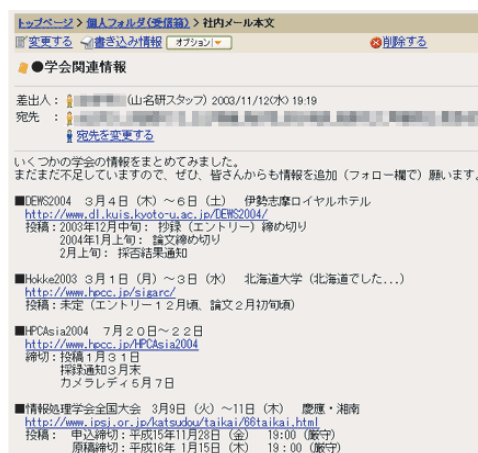 トップページ > 個人フォルダ(受信箱) > 社内メール本文
変更する 書き込み情報 オプション 削除する
●学会関連情報
差出人： (山名研スタッフ) 2003/11/12(水) 19:19
宛先 ：
宛先を変更する
いくつかの学会の情報をまとめてみました。
まだまだ不足していますので、ぜひ、皆さんからも情報を追加（フォロー欄で）願います。
■DEWS2004 ３月４日（木）～６日（土） 伊勢志摩ロイヤルホテル
http://www.dl.kuis.kyoto-u.ac.jp/DEWS2004/
投稿：2003年12月中旬： 抄録（エントリー）締め切り
2004年1月上旬： 論文締め切り
2月上旬： 採否結果通知
■Hokke2003 ３月１日（月）～３日（水） 北海道大学（北海道でした...）
http://www.hpcc.jp/sigarc/
投稿：未定（エントリー１２月頃、論文２月初旬頃）
■HPCAsia2004 ７月２０日～２２日
http://www.hpcc.jp/HPCAsia2004
締切：投稿１月３１日
採録通知３月末
カメラレディ５月７日
■情報処理学会全国大会 3月9日（火）～11日（木） 慶應・湘南
http://www.ipsj.or.jp/katsudou/taikai/66taikai.html
投稿： 申込締切：平成15年11月28日（金） 19:00（厳守）
原稿締切：平成16年 1月15日（木） 19：00（厳守）